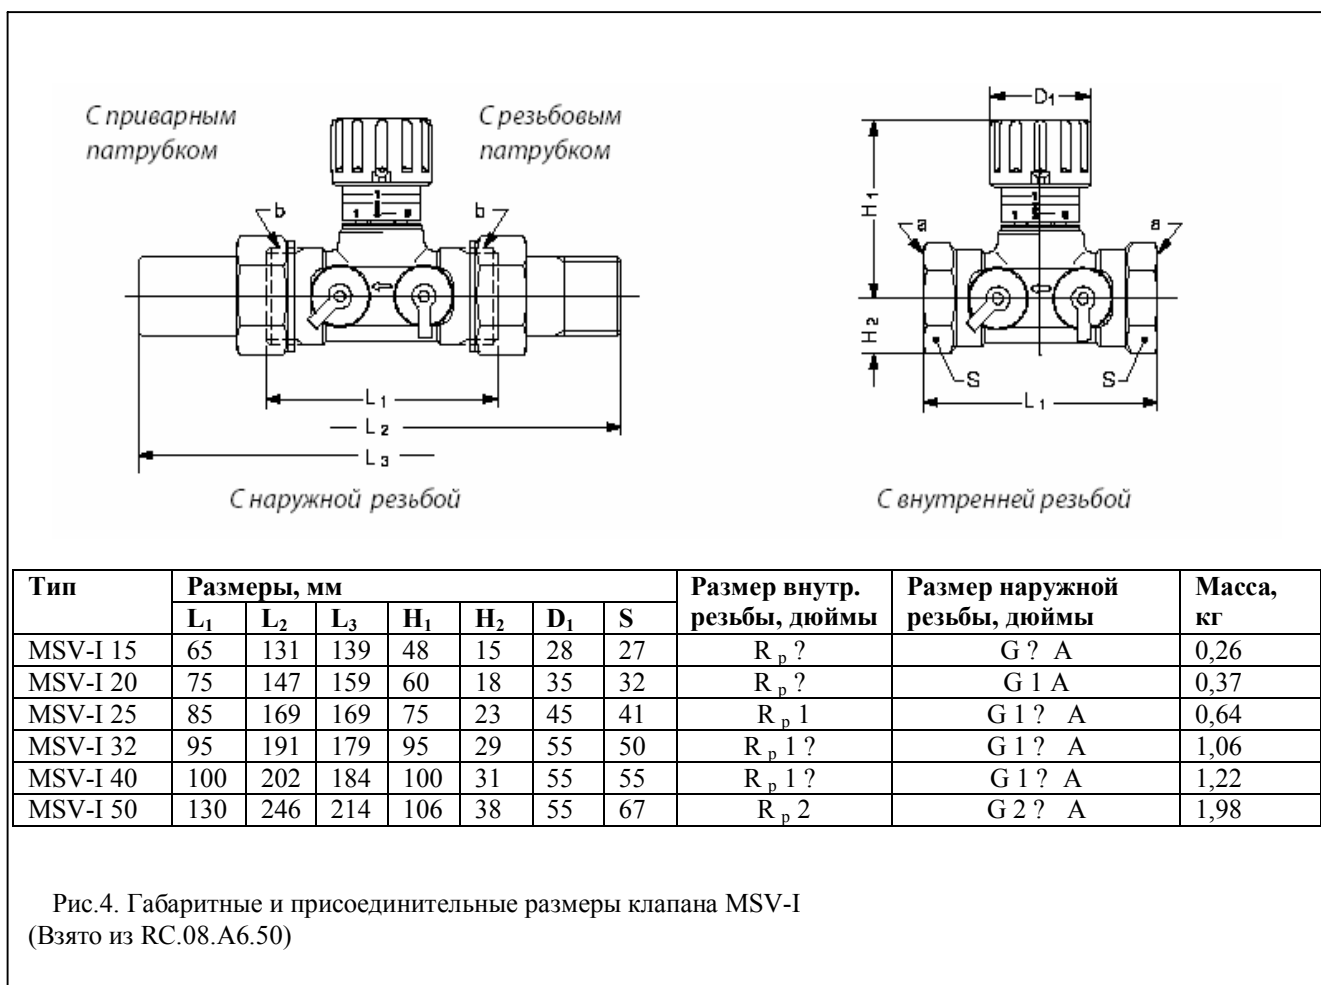 С приварным
патрубком
С резьбовым
патрубком
b
b
1
1 5
L1
L2
L3
С наружной резьбой
D1
H1
H2
a
a
1
1 5
S
S
L1
С внутренней резьбой
Тип Размеры, мм Размер внутр. резьбы, дюймы Размер наружной резьбы, дюймы Масса, кг
L1 L2 L3 H1 H2 D1 S
MSV-I 15 65 131 139 48 15 28 27 R p ? G ? A 0,26
MSV-I 20 75 147 159 60 18 35 32 R p ? G 1 A 0,37
MSV-I 25 85 169 169 75 23 45 41 R p 1 G 1 ? A 0,64
MSV-I 32 95 191 179 95 29 55 50 R p 1 ? G 1 ? A 1,06
MSV-I 40 100 202 184 100 31 55 55 R p 1 ? G 1 ? A 1,22
MSV-I 50 130 246 214 106 38 55 67 R p 2 G 2 ? A 1,98
Рис.4. Габаритные и присоединительные размеры клапана MSV-I
(Взято из RC.08.A6.50)